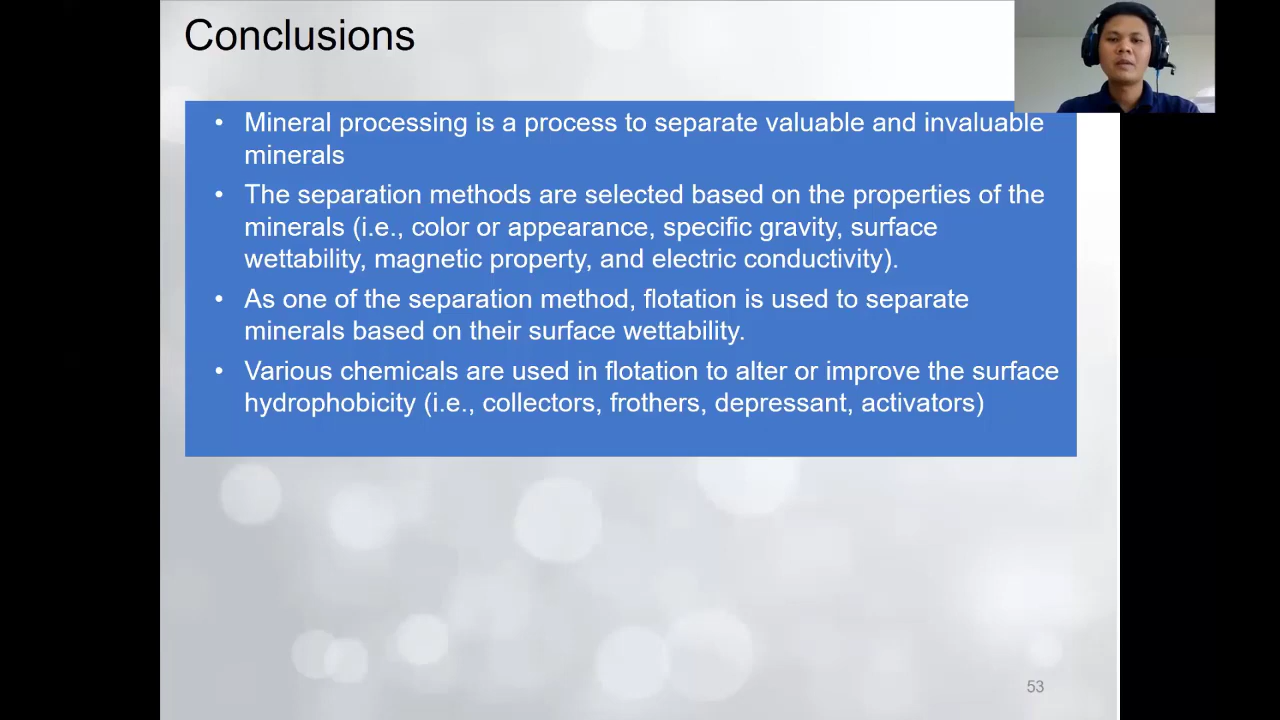 Conclusions
• Mineral processing is a process to separate valuable and invaluable
minerals
• The separation methods are selected based on the properties of the
minerals (i.e., color or appearance, specific gravity, surface
wettability, magnetic property, and electric conductivity).
• As one of the separation method, flotation is used to separate
minerals based on their surface wettability.
• Various chemicals are used in flotation to alter or improve the surface
hydrophobicity (i.e., collectors, frothers, depressant, activators)
53